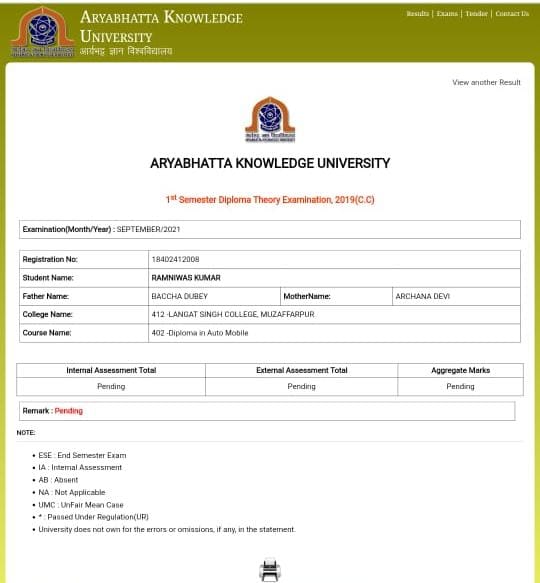 ARYABHATTA KNOWLEDGE
UNIVERSITY
आर्यभट्ट ज्ञान विश्वविद्यालय
Results | Exams | Tender | Contact Us
View another Result
ARYABHATTA KNOWLEDGE UNIVERSITY
1st Semester Diploma Theory Examination, 2019(C.C)
Examination(Month/Year) : SEPTEMBER/2021
Registration No: 18402412008
Student Name: RAMNIWAS KUMAR
Father Name: BACCHA DUBEY MotherName: ARCHANA DEVI
College Name: 412 -LANGAT SINGH COLLEGE, MUZAFFARPUR
Course Name: 402 -Diploma in Auto Mobile
Internal Assessment Total External Assessment Total Aggregate Marks
Pending Pending Pending
Remark : Pending
NOTE:
• ESE : End Semester Exam
• IA : Internal Assessment
• AB : Absent
• NA : Not Applicable
• UMC : UnFair Mean Case
• * : Passed Under Regulation(UR)
• University does not own for the errors or omissions, if any, in the statement.